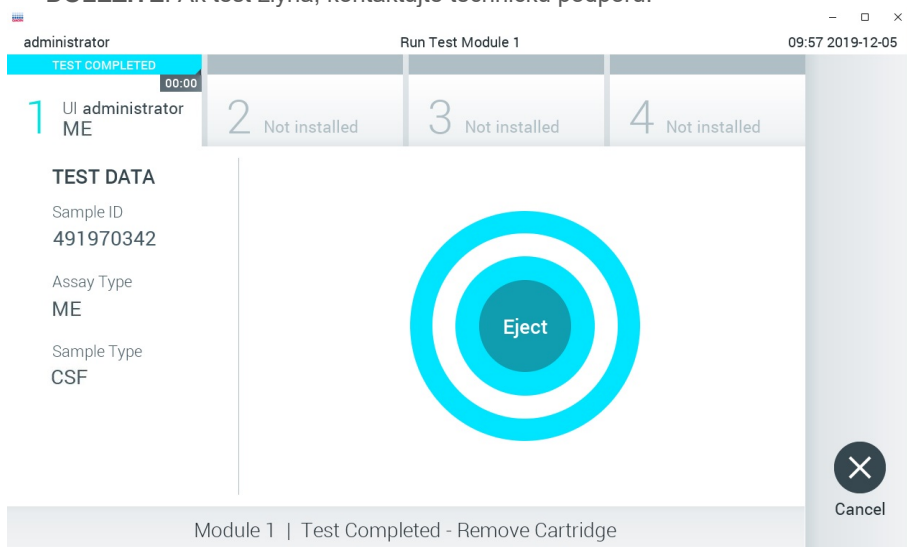 administrator Run Test Module 1 09:57 2019-12-05
TEST COMPLETED
00:00
1 UI administrator
ME
2 Not installed
3 Not installed
4 Not installed
TEST DATA
Sample ID
491970342
Assay Type
ME
Sample Type
CSF
Eject
Cancel
Module 1 | Test Completed - Remove Cartridge